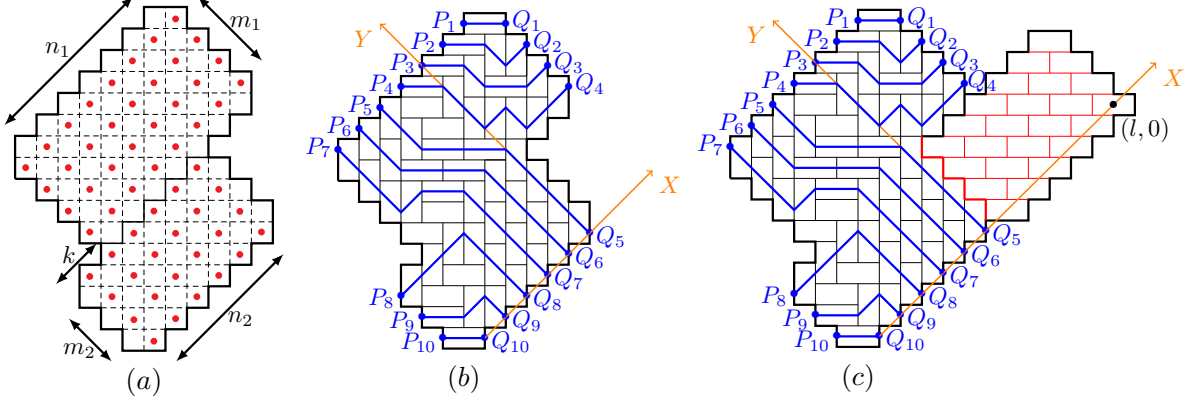 n₁
m₁
k
m₂
n₂
(a)
P₁ Q₁
P₂ Q₂
Y
P₃ Q₃
P₄ Q₄
P₅
P₆
P₇
X
Q₅
Q₆
Q₇
P₈ Q₈
P₉ Q₉
P₁₀ Q₁₀
(b)
P₁ Q₁
P₂ Q₂
Y
P₃ Q₃
X
P₄ Q₄
P₅
(l, 0)
P₆
P₇
Q₅
Q₆
Q₇
P₈ Q₈
P₉ Q₉
P₁₀ Q₁₀
(c)